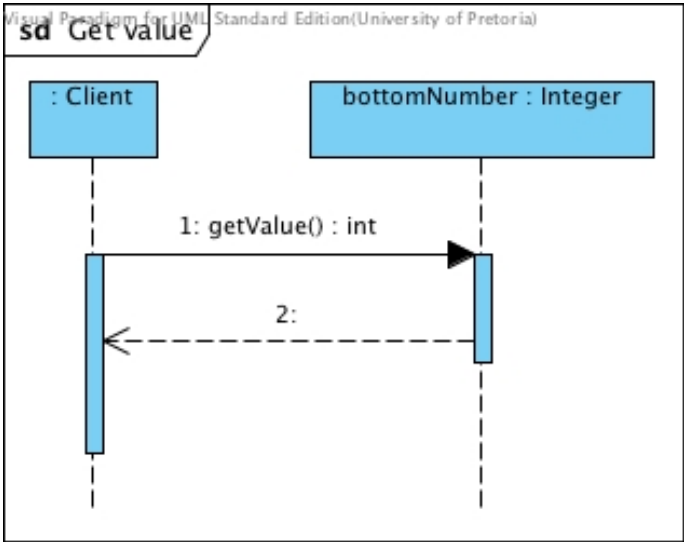 Visual Paradigm for UML Standard Edition(University of Pretoria)
sd Get value
: Client
bottomNumber : Integer
1: getValue() : int
2: